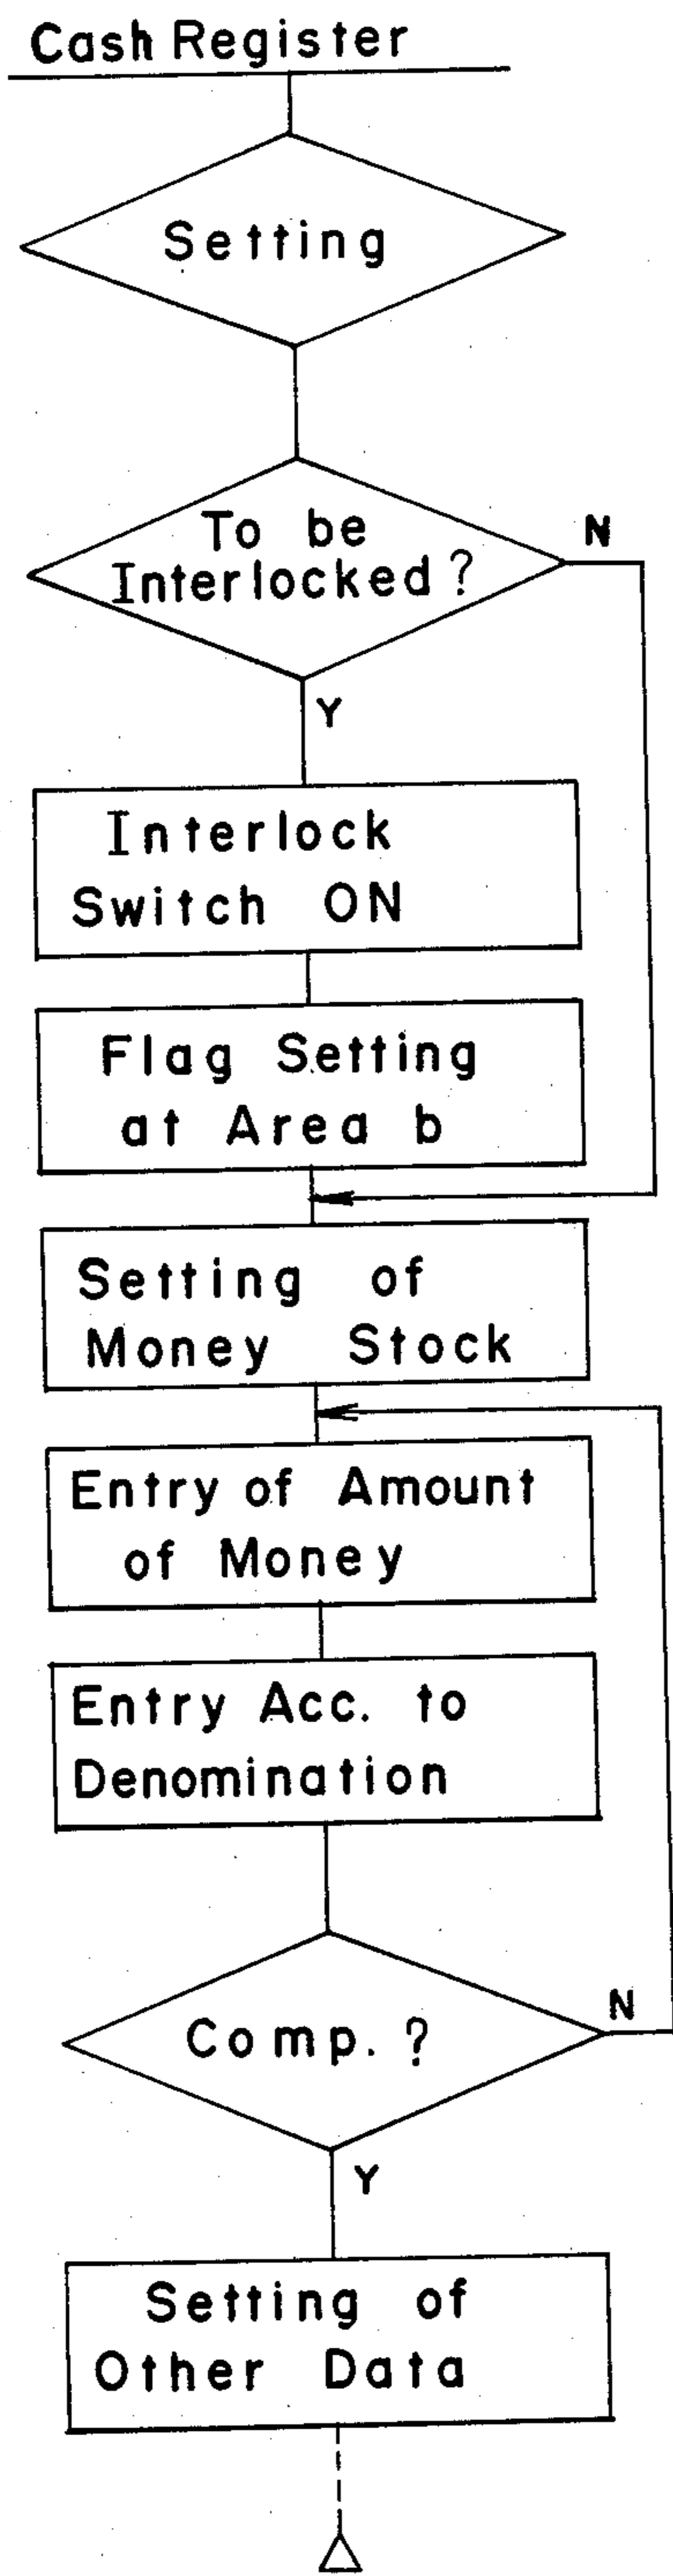 Cash Register
Setting
To be
Interlocked?
N
Y
Interlock
Switch ON
Flag Setting
at Area b
Setting of
Money Stock
Entry of Amount
of Money
Entry Acc. to
Denomination
Comp.?
N
Y
Setting of
Other Data